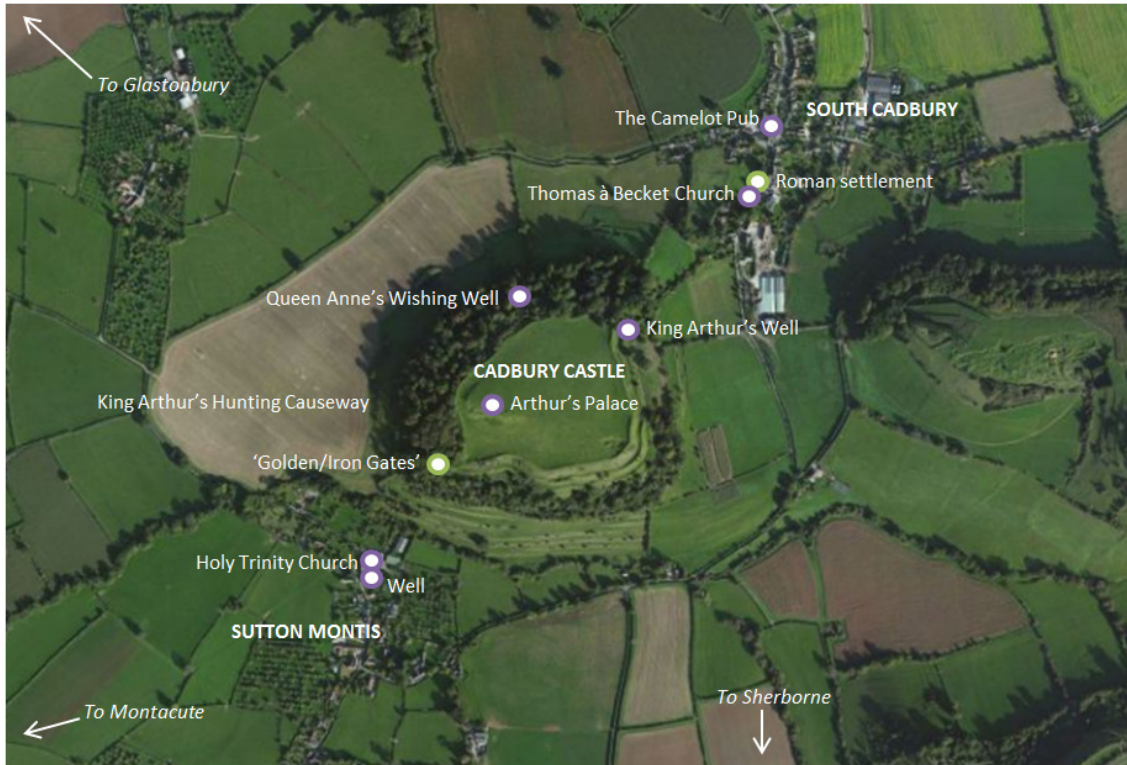 To Glastonbury
The Camelot Pub
SOUTH CADBURY
Roman settlement
Thomas à Becket Church
Queen Anne's Wishing Well
King Arthur's Well
CADBURY CASTLE
King Arthur's Hunting Causeway
Arthur's Palace
'Golden/Iron Gates'
Holy Trinity Church
Well
SUTTON MONTIS
To Montacute
To Sherborne